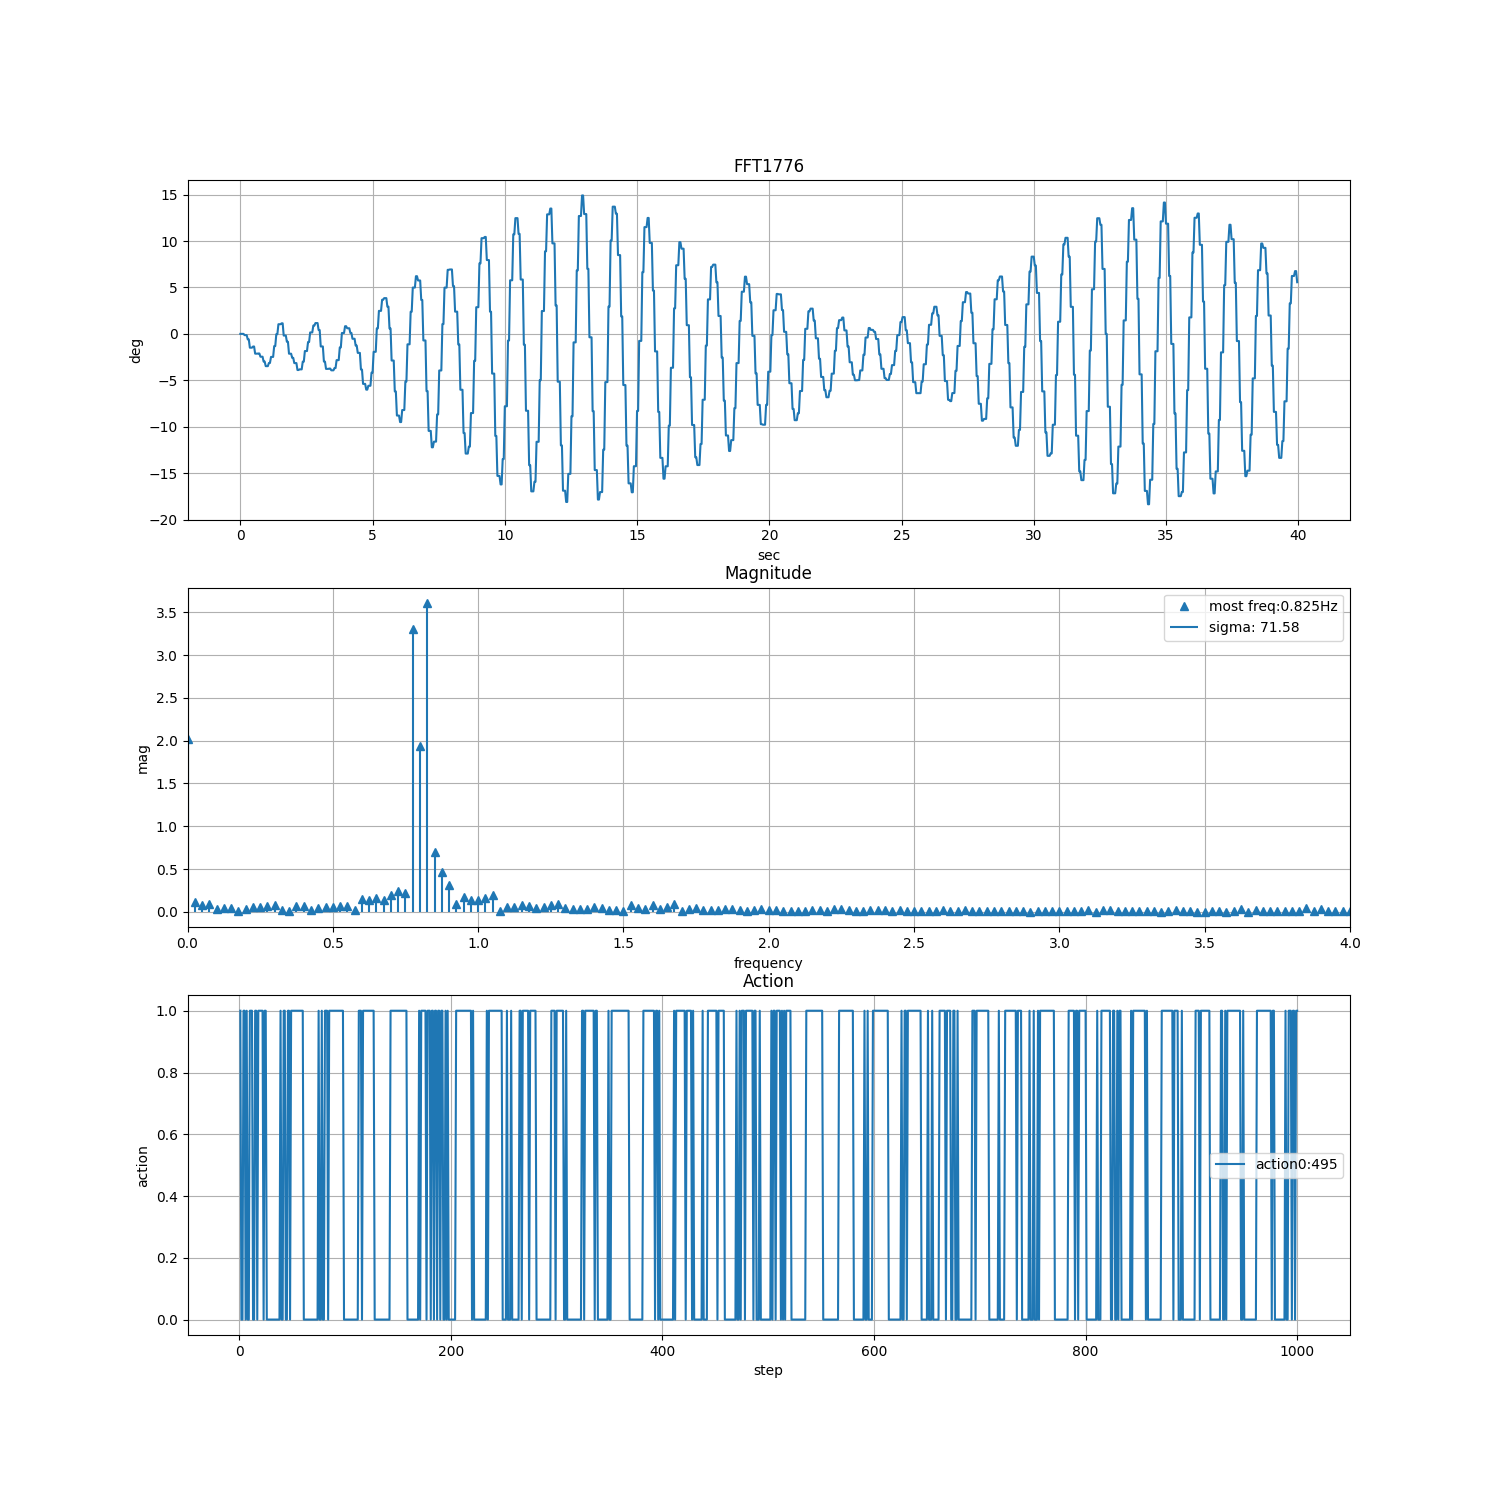 FFT1776
15
10
5
0
−5
−10
−15
−20
deg
0 5 10 15 20 25 30 35 40
sec
Magnitude
3.5
3.0
2.5
2.0
1.5
1.0
0.5
0.0
mag
most freq:0.825Hz
sigma: 71.58
0.0 0.5 1.0 1.5 2.0 2.5 3.0 3.5 4.0
frequency
Action
1.0
0.8
0.6
0.4
0.2
0.0
action
action0:495
0 200 400 600 800 1000
step